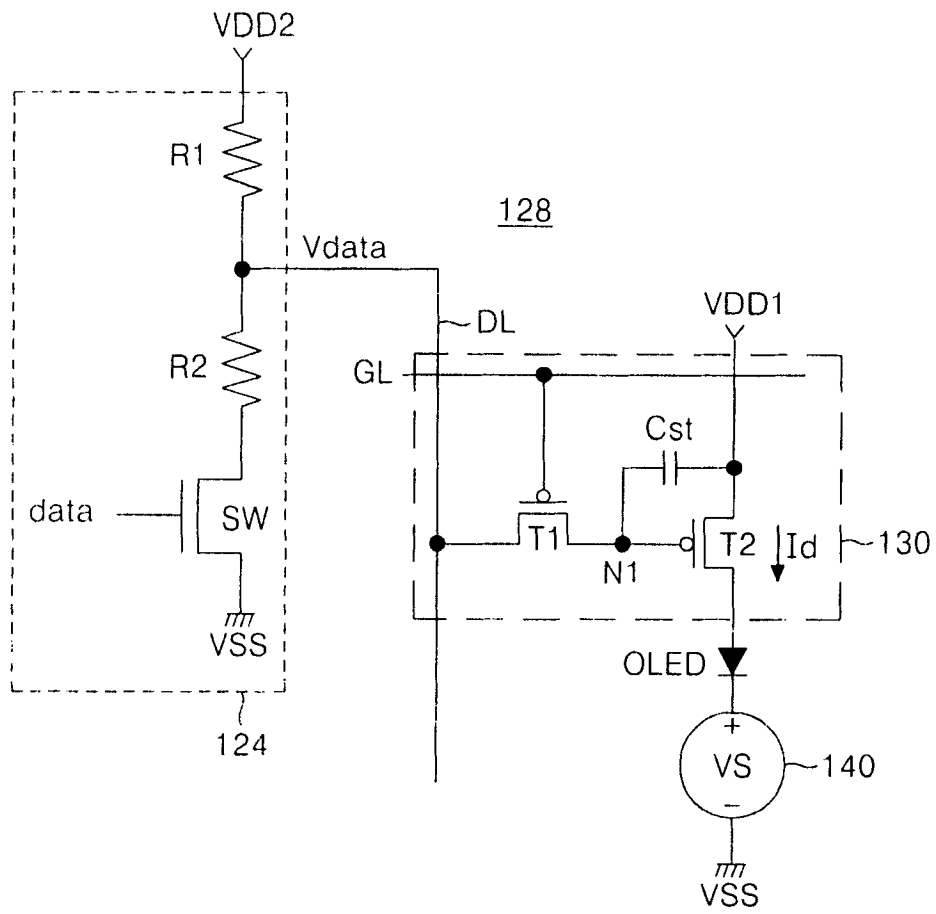 VDD2
R1
128
Vdata
VDD1
DL
R2
GL
Cst
data
SW
T1
T2
Id
130
N1
VSS
OLED
124
+
VS
140
–
VSS